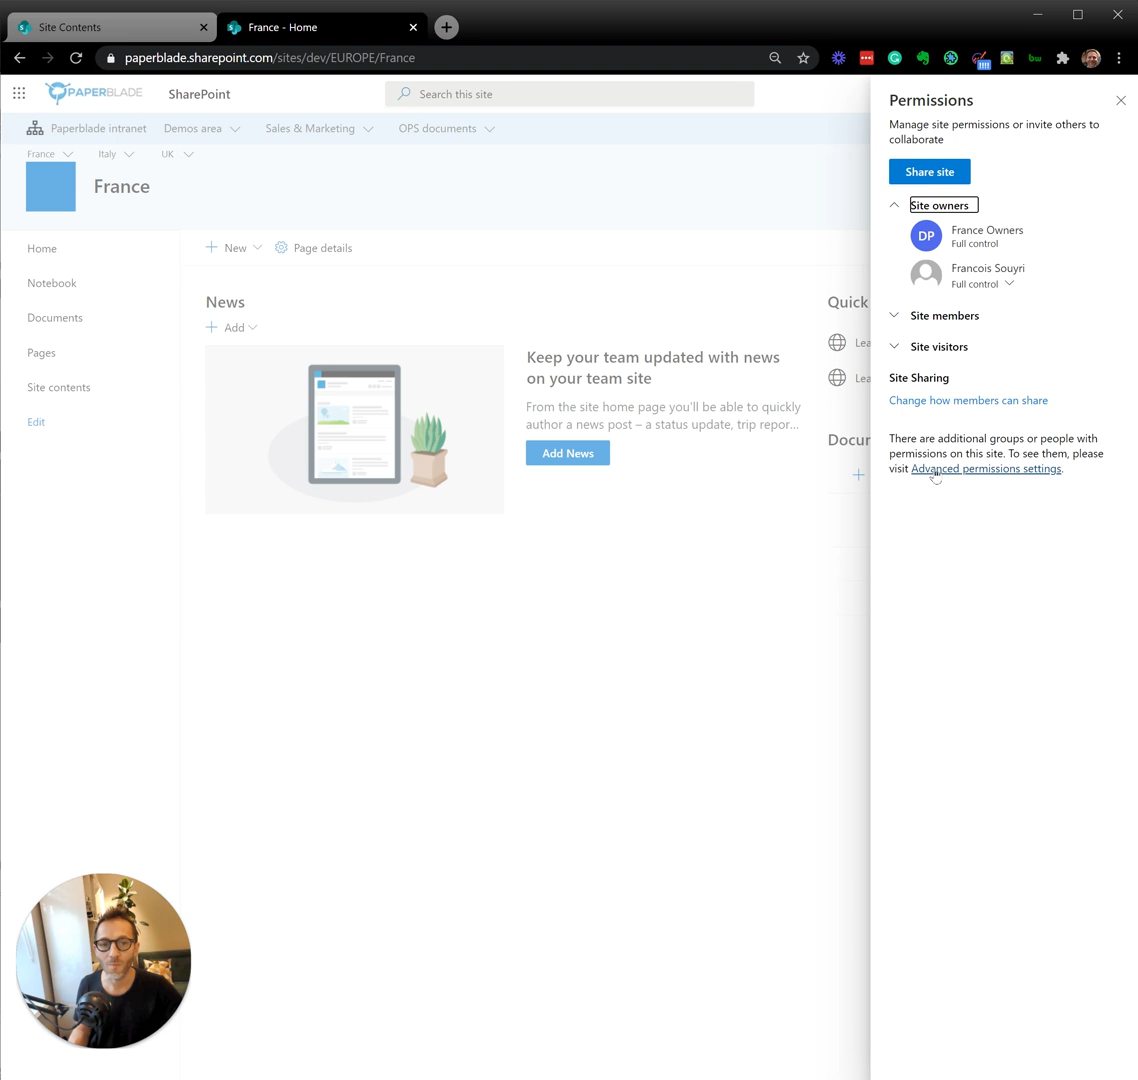 Site Contents
France - Home
paperblade.sharepoint.com/sites/dev/EUROPE/France
PAPERBLADE
SharePoint
Search this site
Paperblade intranet
Demos area
Sales & Marketing
OPS documents
France
Italy
UK
France
Home
Notebook
Documents
Pages
Site contents
Edit
New
Page details
News
Add
Keep your team updated with news
on your team site
From the site home page you'll be able to quickly
author a news post – a status update, trip repor...
Add News
Quick
Lea
Lea
Docur
Permissions
Manage site permissions or invite others to
collaborate
Share site
Site owners
DP
France Owners
Full control
Francois Souyri
Full control
Site members
Site visitors
Site Sharing
Change how members can share
There are additional groups or people with
permissions on this site. To see them, please
visit Advanced permissions settings.